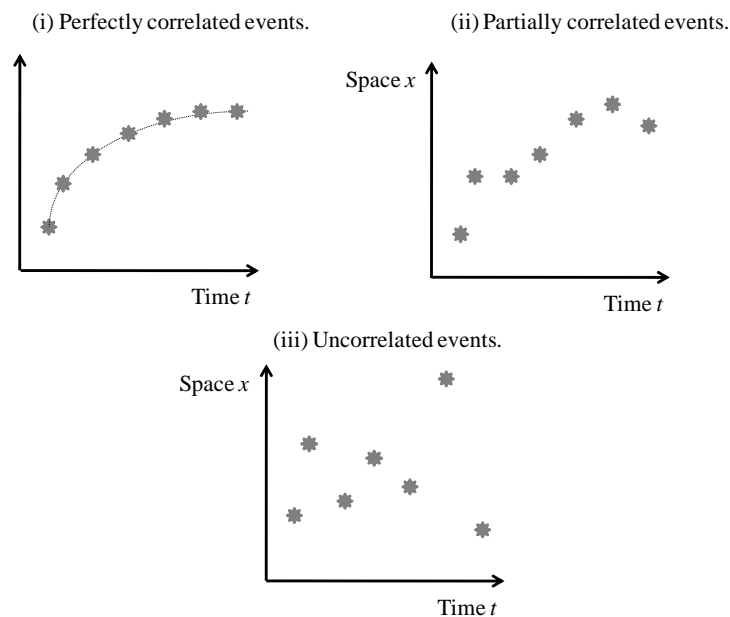 (i) Perfectly correlated events.
(ii) Partially correlated events.
Space x
Time t
Time t
(iii) Uncorrelated events.
Space x
Time t